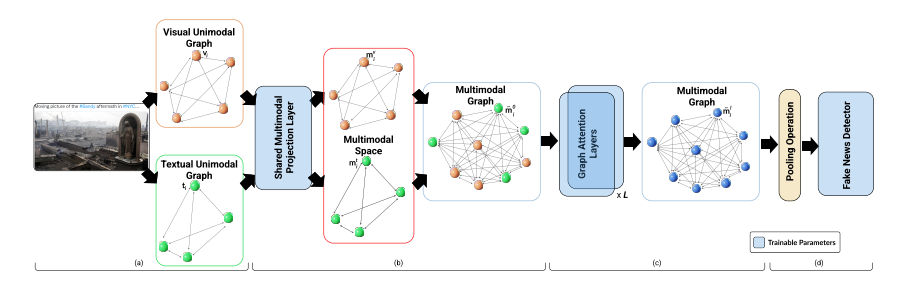 Visual Unimodal
Graph
v_i
Moving picture of the #Sandy aftermath in #NYC...
Textual Unimodal
Graph
t_i
Shared Multimodal
Projection Layer
m_i^v
Multimodal
Space
m_i^t
Multimodal
Graph
m̃_i^0
Graph Attention
Layers
x L
Multimodal
Graph
m̃_i^l
Pooling Operation
Fake News Detector
Trainable Parameters
(a)
(b)
(c)
(d)